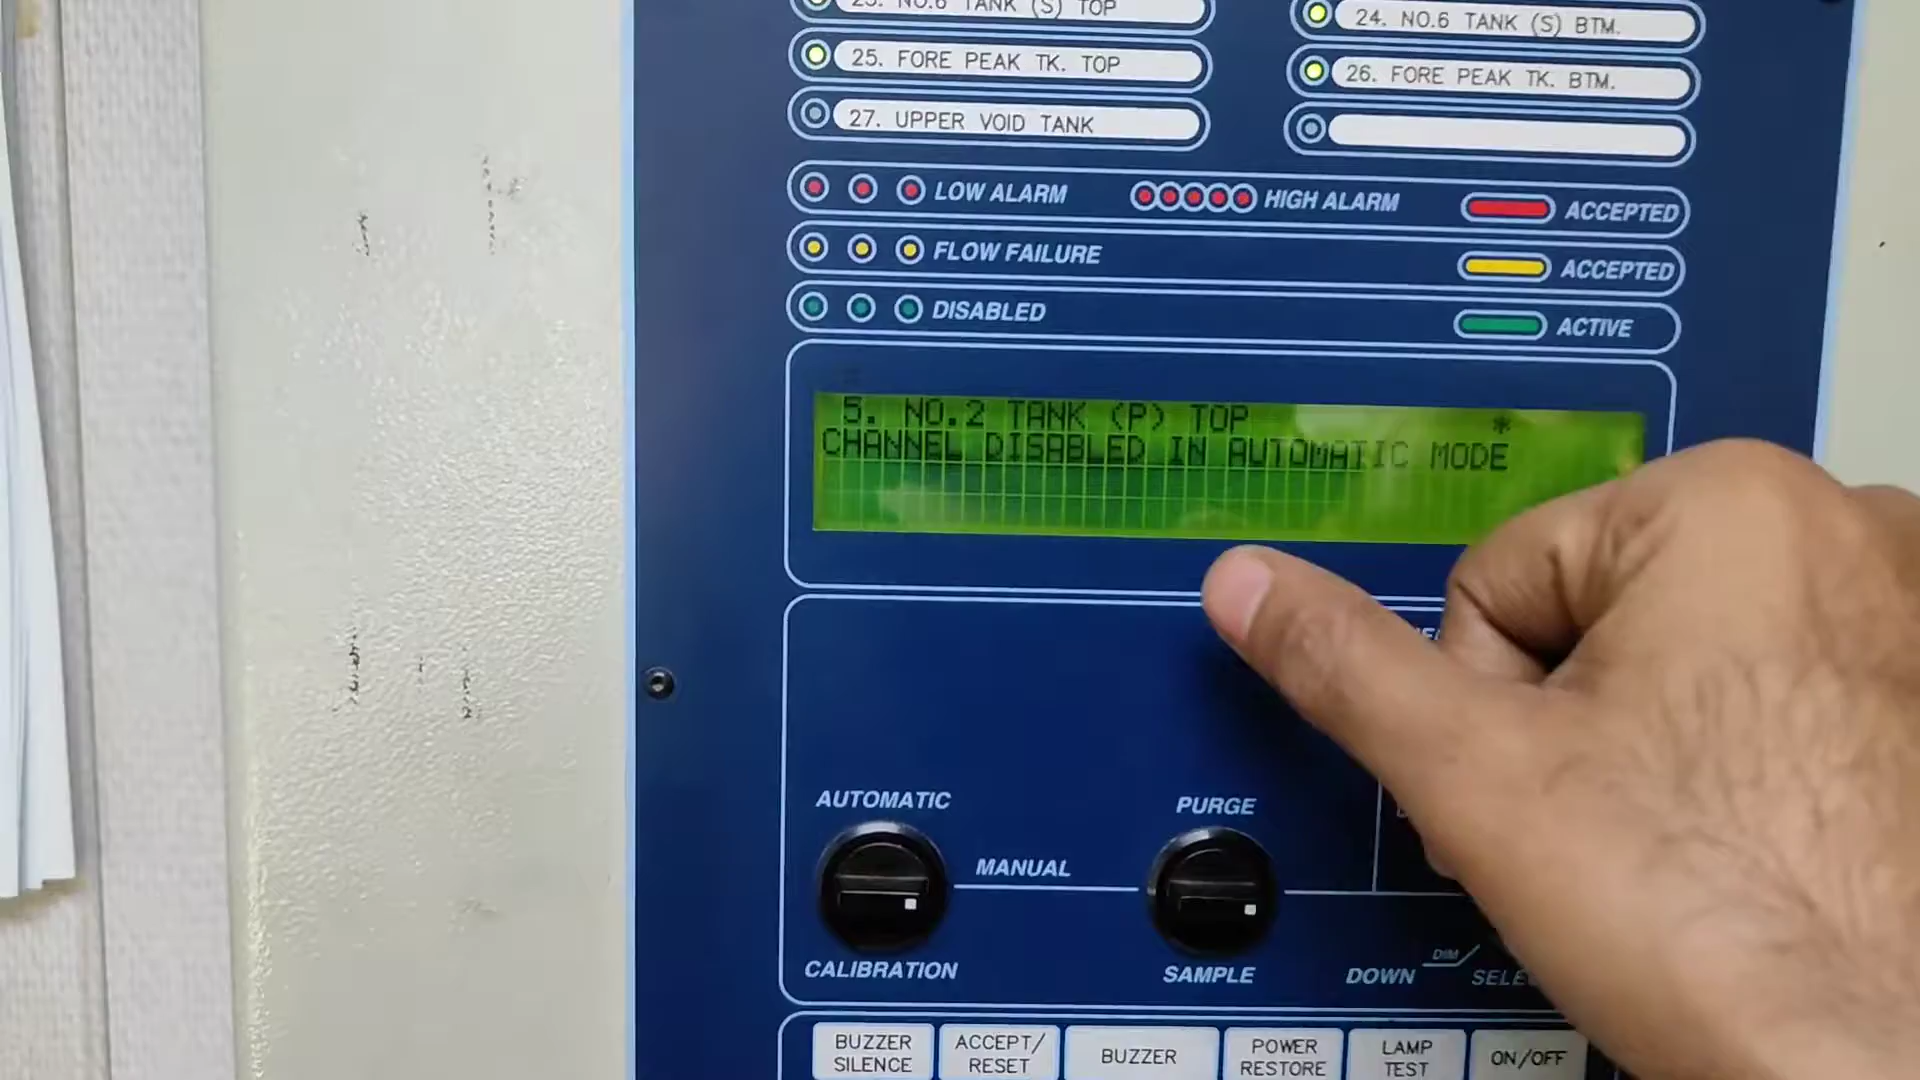 23. NO.6 TANK (S) TOP
24. NO.6 TANK (S) BTM.
25. FORE PEAK TK. TOP
26. FORE PEAK TK. BTM.
27. UPPER VOID TANK
LOW ALARM
HIGH ALARM
ACCEPTED
FLOW FAILURE
ACCEPTED
DISABLED
ACTIVE
5. NO.2 TANK (P) TOP *
CHANNEL DISABLED IN AUTOMATIC MODE
AUTOMATIC
MANUAL
CALIBRATION
PURGE
SAMPLE
DIM
DOWN
BUZZER
SILENCE
ACCEPT/
RESET
BUZZER
POWER
RESTORE
LAMP
TEST
ON/OFF